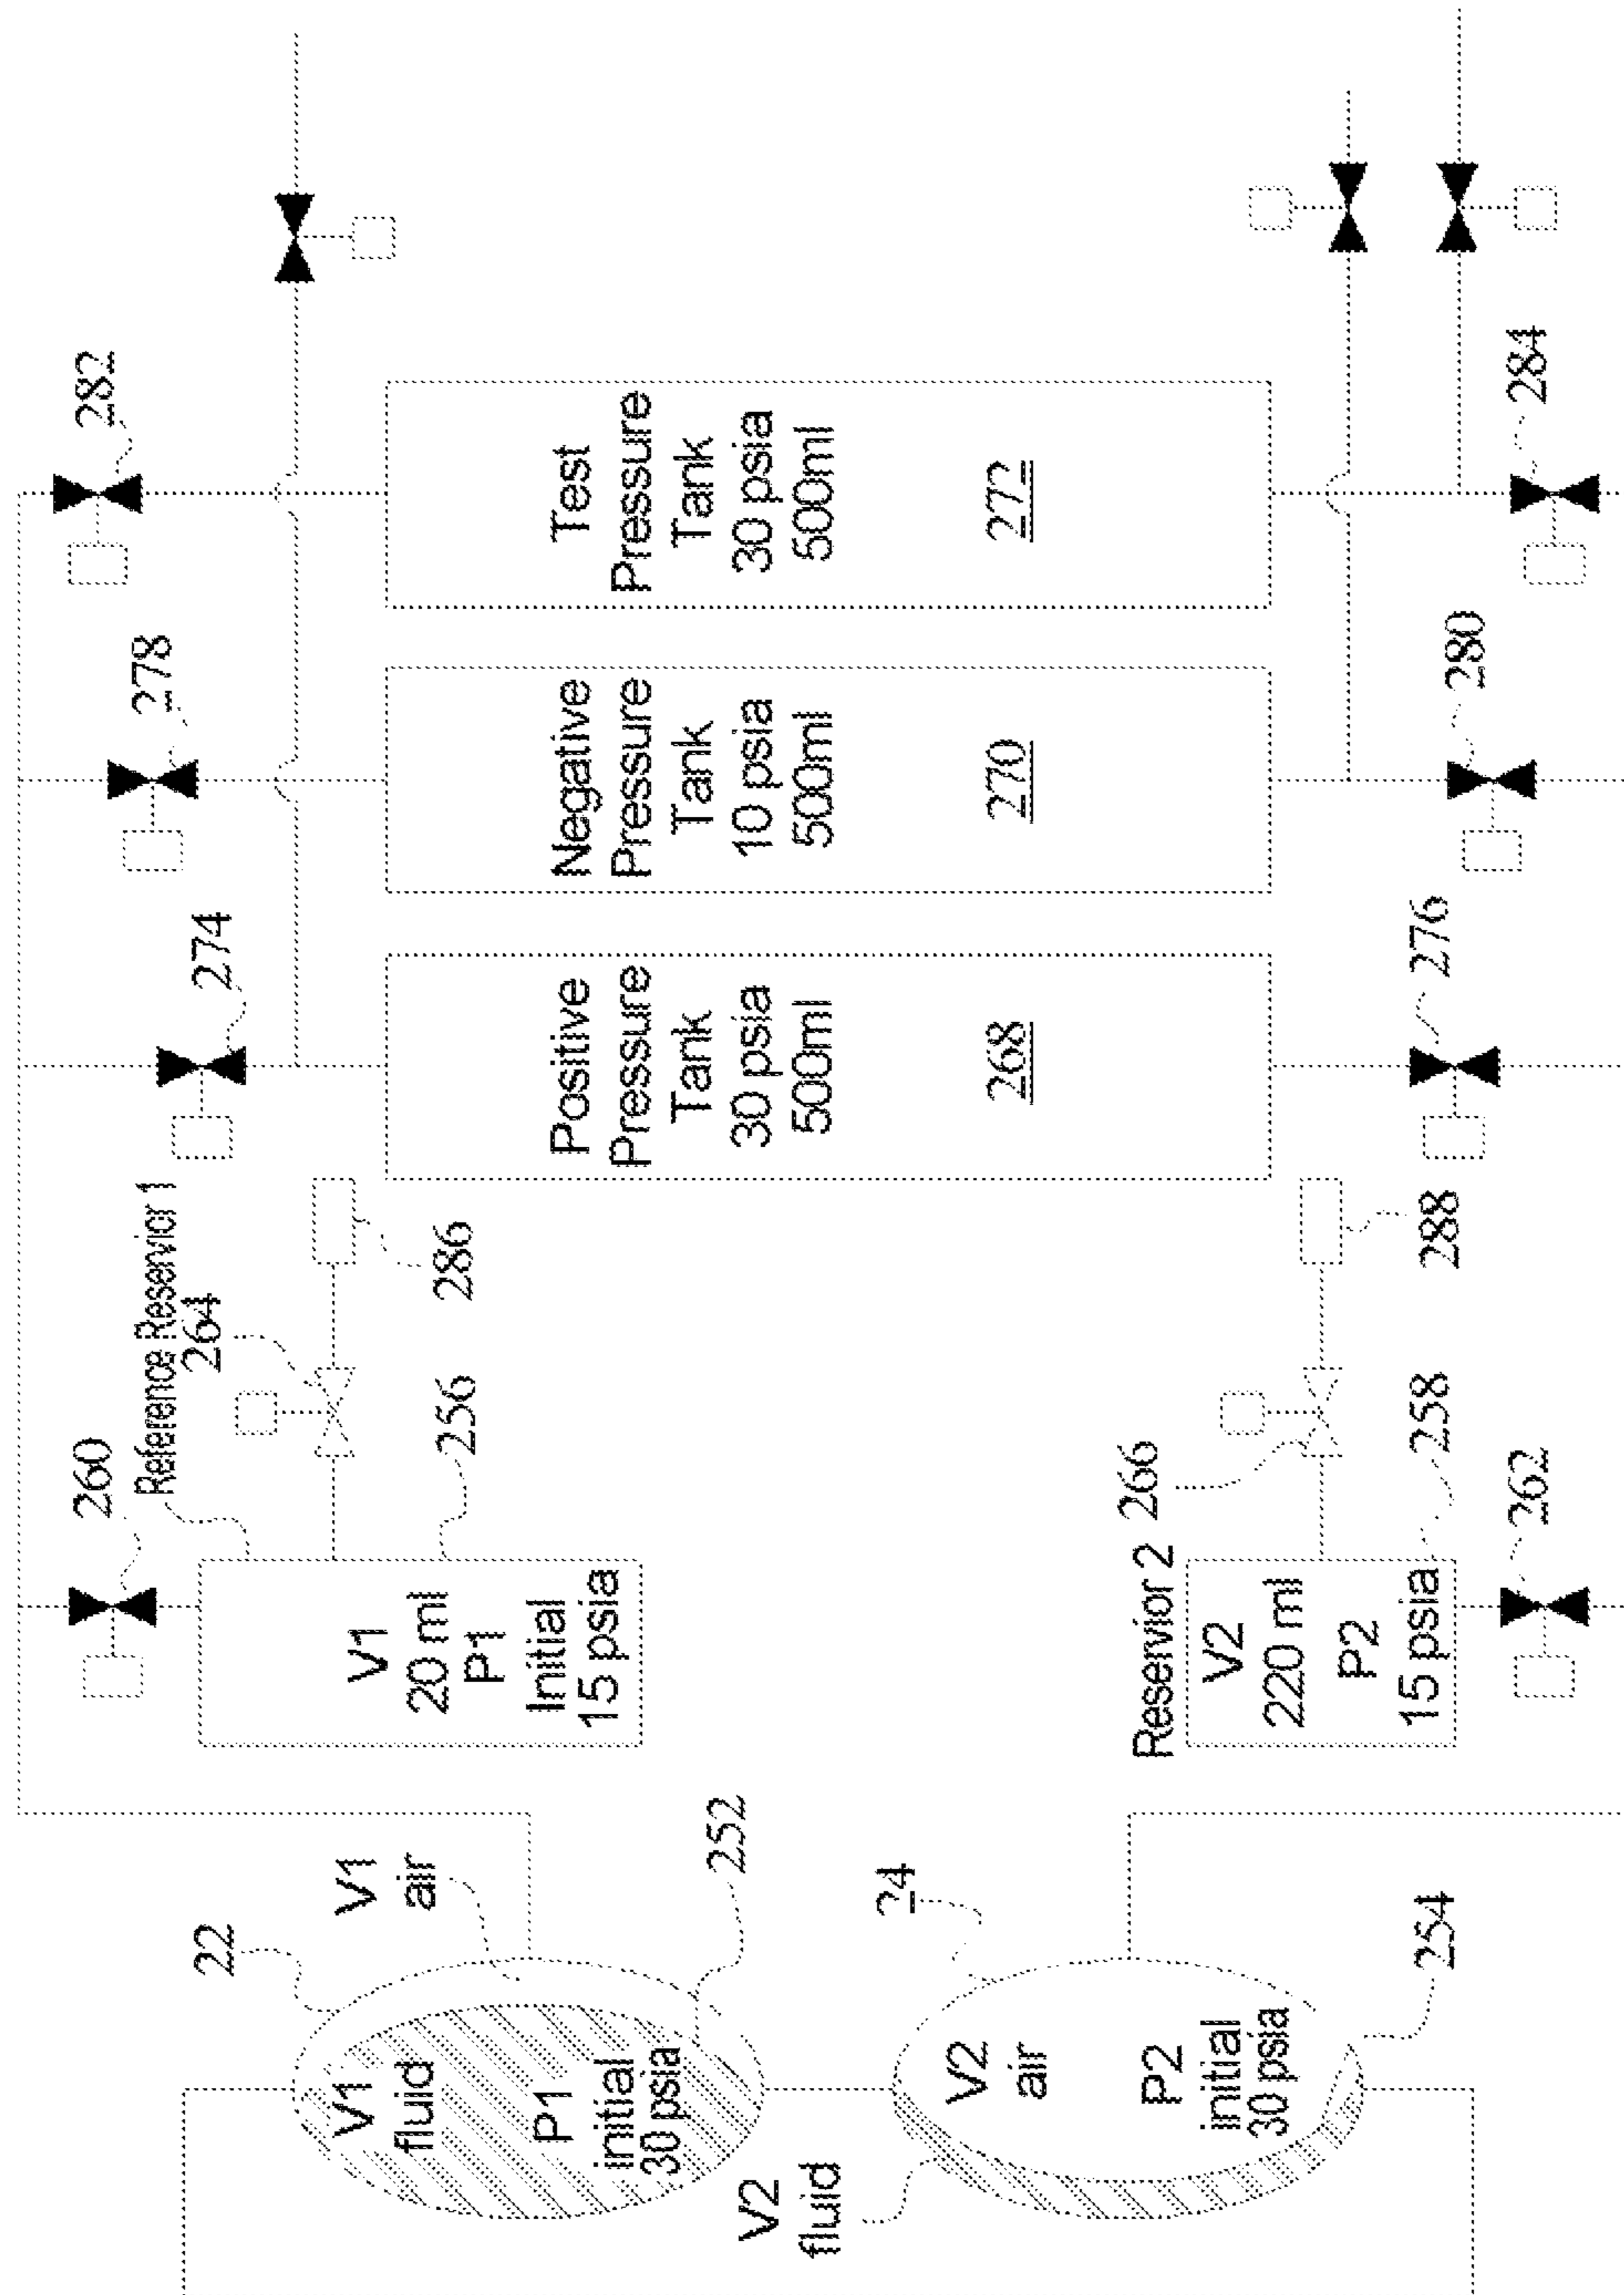 282
278
274
Reference Reservior 1
260
264
286
256
22
V1
air
252
V1
fluid
P1
initial
30 psia
V1
20 ml
P1
Initial
15 psia
Positive
Pressure
Tank
30 psia
500ml
268
Negative
Pressure
Tank
10 psia
500ml
270
Test
Pressure
Tank
30 psia
500ml
272
V2
fluid
V2
air
P2
initial
30 psia
24
254
Reservior 2
V2
220 ml
P2
15 psia
266
258
262
288
276
280
284